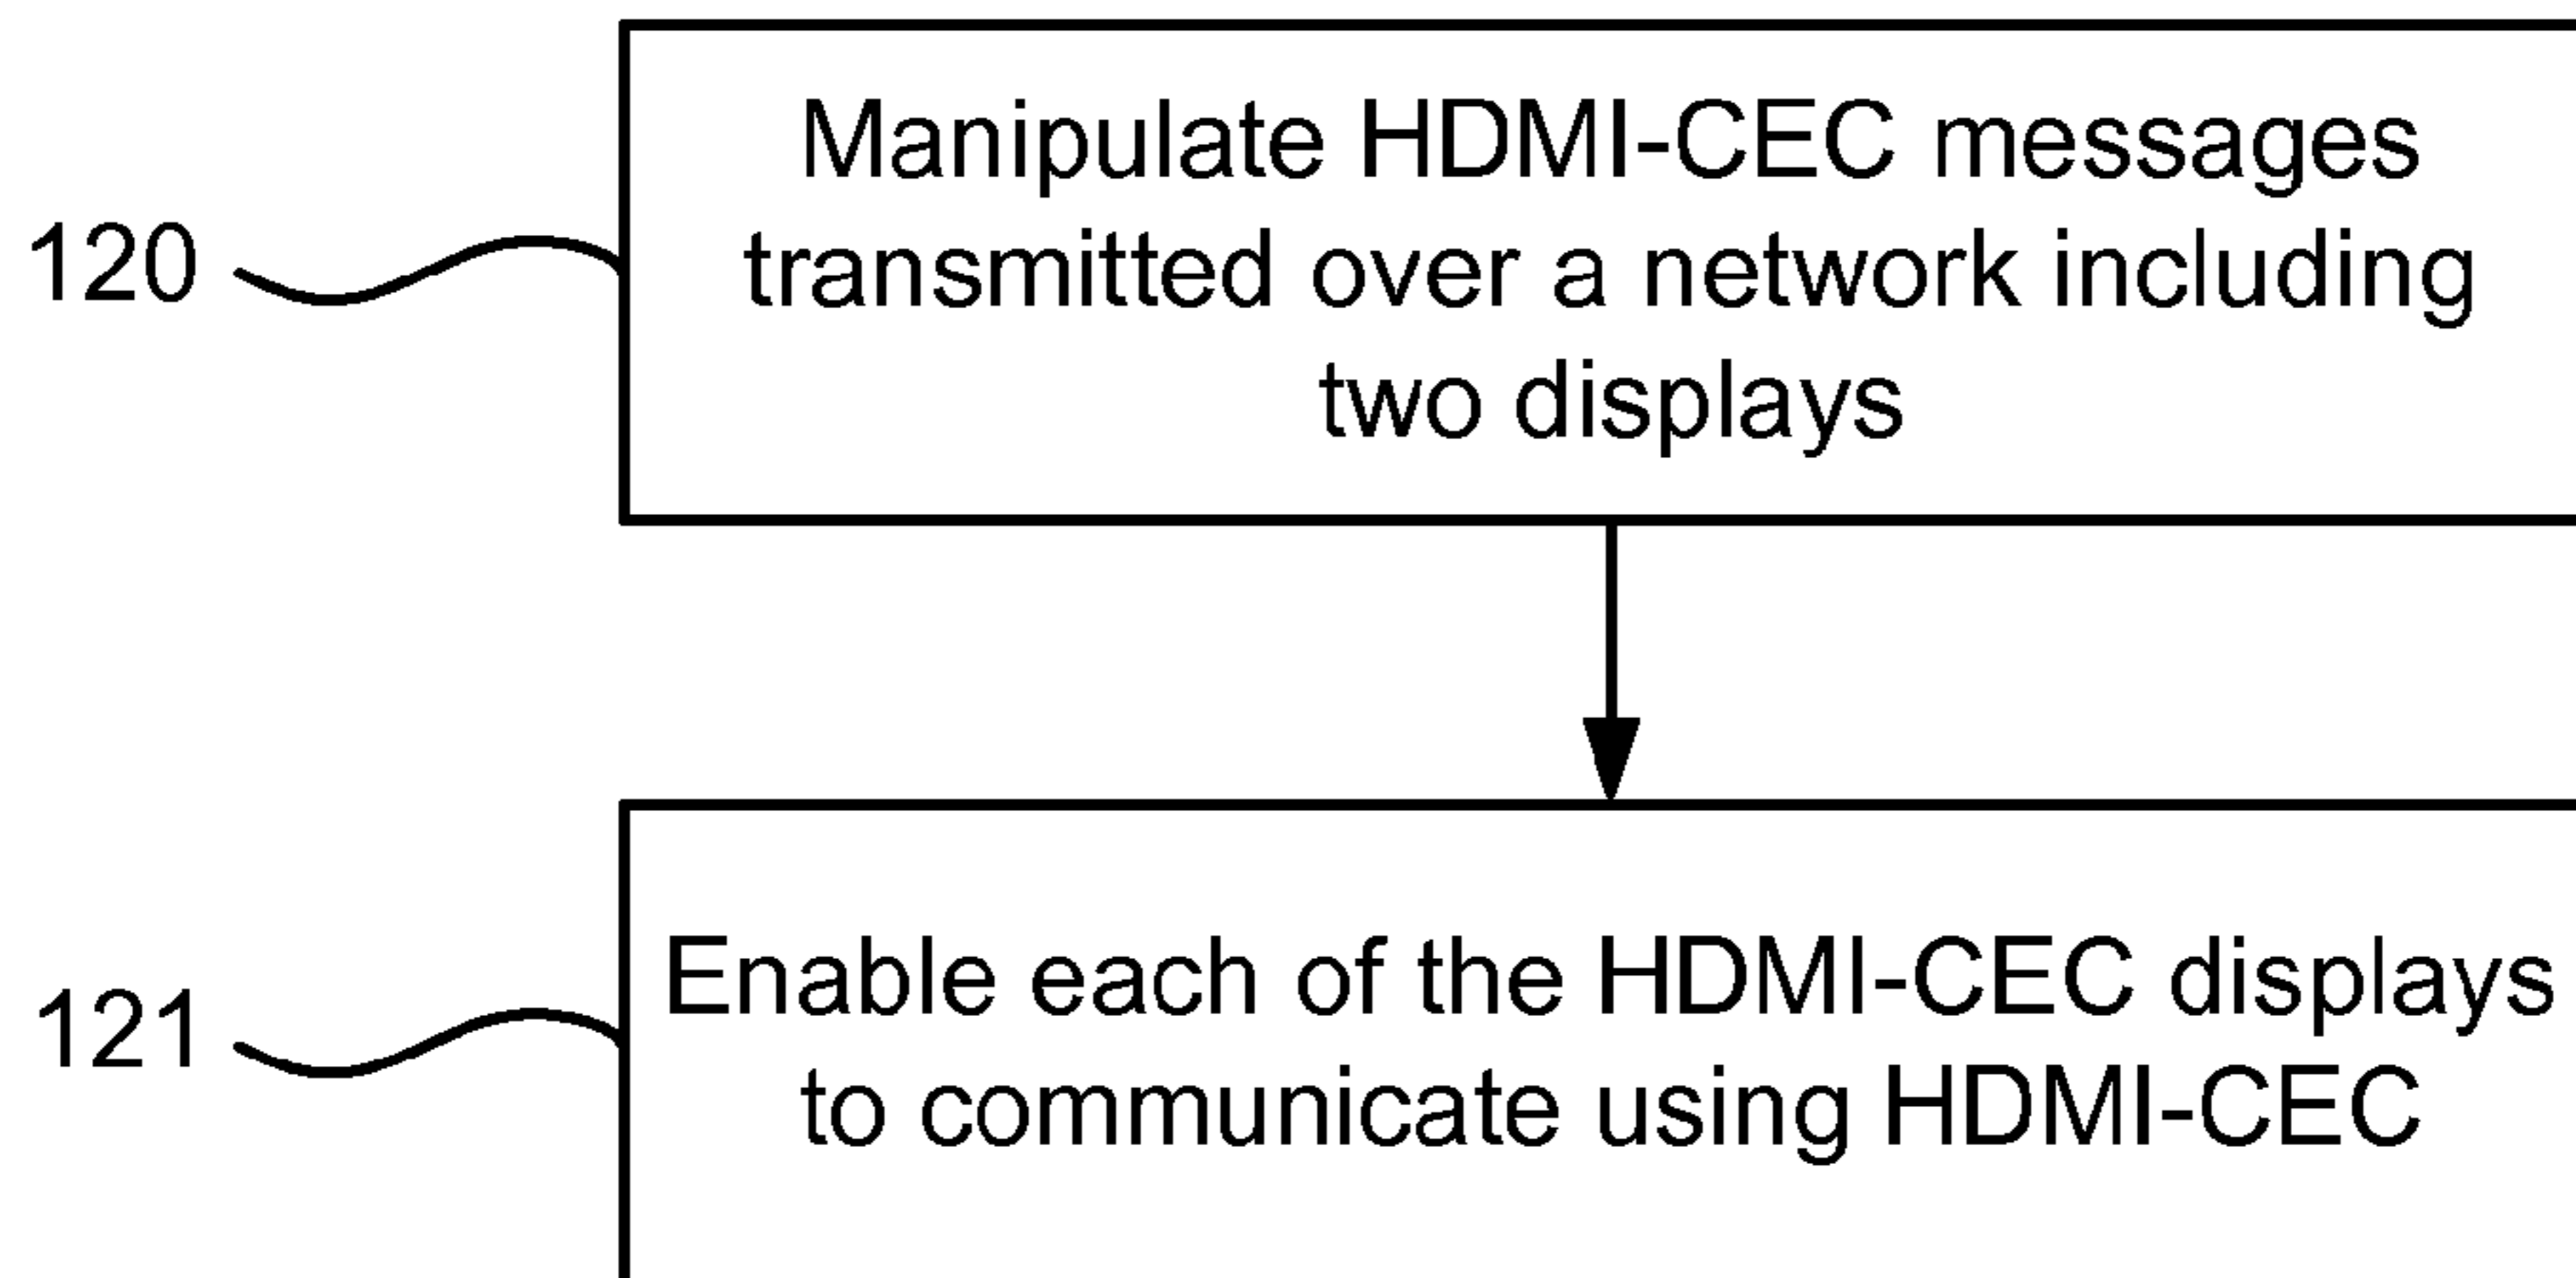 Manipulate HDMI-CEC messages
120
transmitted over a network including
two displays
Enable each of the HDMI-CEC displays
121
to communicate using HDMI-CEC